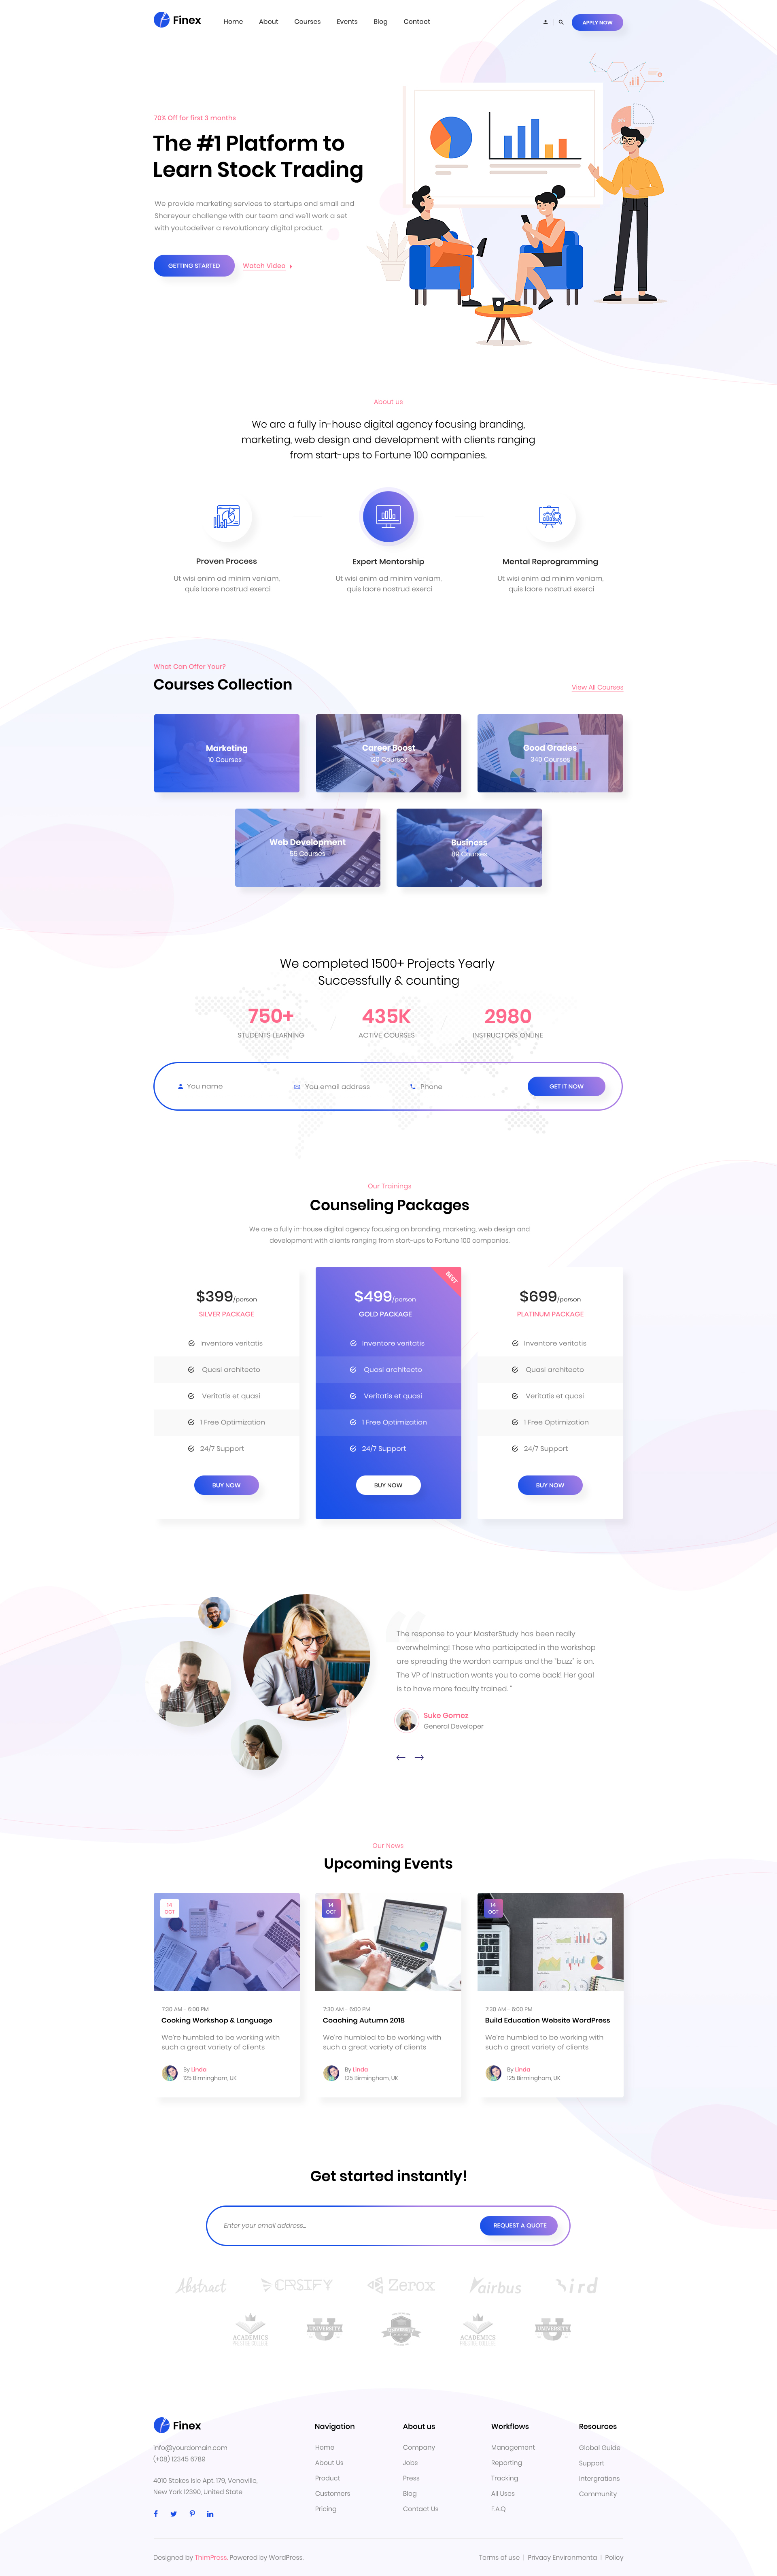 Finex
Home
About
Courses
Events
Blog
Contact
APPLY NOW
70% Off for first 3 months
The #1 Platform to
Learn Stock Trading
We provide marketing services to startups and small and
Shareyour challenge with our team and we'll work a set
with youtodeliver a revolutionary digital product.
GETTING STARTED
Watch Video
About us
We are a fully in-house digital agency focusing branding,
marketing, web design and development with clients ranging
from start-ups to Fortune 100 companies.
Proven Process
Ut wisi enim ad minim veniam,
quis laore nostrud exerci
Expert Mentorship
Ut wisi enim ad minim veniam,
quis laore nostrud exerci
Mental Reprogramming
Ut wisi enim ad minim veniam,
quis laore nostrud exerci
What Can Offer Your?
Courses Collection
View All Courses
Marketing
10 Courses
Career Boost
120 Courses
Good Grades
340 Courses
Web Development
55 Courses
Business
89 Courses
We completed 1500+ Projects Yearly
Successfully & counting
750+
STUDENTS LEARNING
435K
ACTIVE COURSES
2980
INSTRUCTORS ONLINE
You name
You email address
Phone
GET IT NOW
Our Trainings
Counseling Packages
We are a fully in-house digital agency focusing on branding, marketing, web design and
development with clients ranging from start-ups to Fortune 100 companies.
$399/person
SILVER PACKAGE
Inventore veritatis
Quasi architecto
Veritatis et quasi
1 Free Optimization
24/7 Support
BUY NOW
BEST
$499/person
GOLD PACKAGE
Inventore veritatis
Quasi architecto
Veritatis et quasi
1 Free Optimization
24/7 Support
BUY NOW
$699/person
PLATINUM PACKAGE
Inventore veritatis
Quasi architecto
Veritatis et quasi
1 Free Optimization
24/7 Support
BUY NOW
The response to your MasterStudy has been really
overwhelming! Those who participated in the workshop
are spreading the wordon campus and the "buzz" is on.
The VP of Instruction wants you to come back! Her goal
is to have more faculty trained. "
Suke Gomez
General Developer
Our News
Upcoming Events
14
OCT
7:30 AM - 6:00 PM
Cooking Workshop & Language
We're humbled to be working with
such a great variety of clients
By Linda
125 Birmingham, UK
14
OCT
7:30 AM - 6:00 PM
Coaching Autumn 2018
We're humbled to be working with
such a great variety of clients
By Linda
125 Birmingham, UK
14
OCT
7:30 AM - 6:00 PM
Build Education Website WordPress
We're humbled to be working with
such a great variety of clients
By Linda
125 Birmingham, UK
Get started instantly!
Enter your email address...
REQUEST A QUOTE
Abstract
Zerox
Vairbus
ACADEMICS
UNIVERSITY
ACADEMICS
UNIVERSITY
Finex
info@yourdomain.com
(+08) 12345 6789
4010 Stokes Isle Apt. 179, Venaville,
New York 12390, United State
Navigation
Home
About Us
Product
Customers
Pricing
About us
Company
Jobs
Press
Blog
Contact Us
Workflows
Management
Reporting
Tracking
All Uses
F.A.Q
Resources
Global Guide
Support
Intergrations
Community
Designed by ThimPress. Powered by WordPress.
Terms of use | Privacy Environmenta | Policy